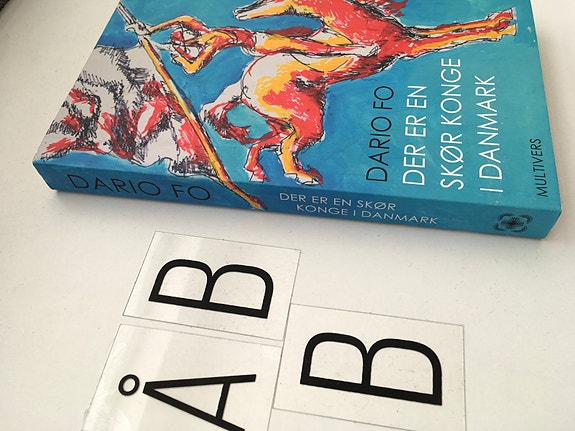 DARIO FO
DER ER EN
SKØR KONGE
I DANMARK
MULTIVERS
DARIO FO
DER ER EN SKØR
KONGE I DANMARK
B
B
Å